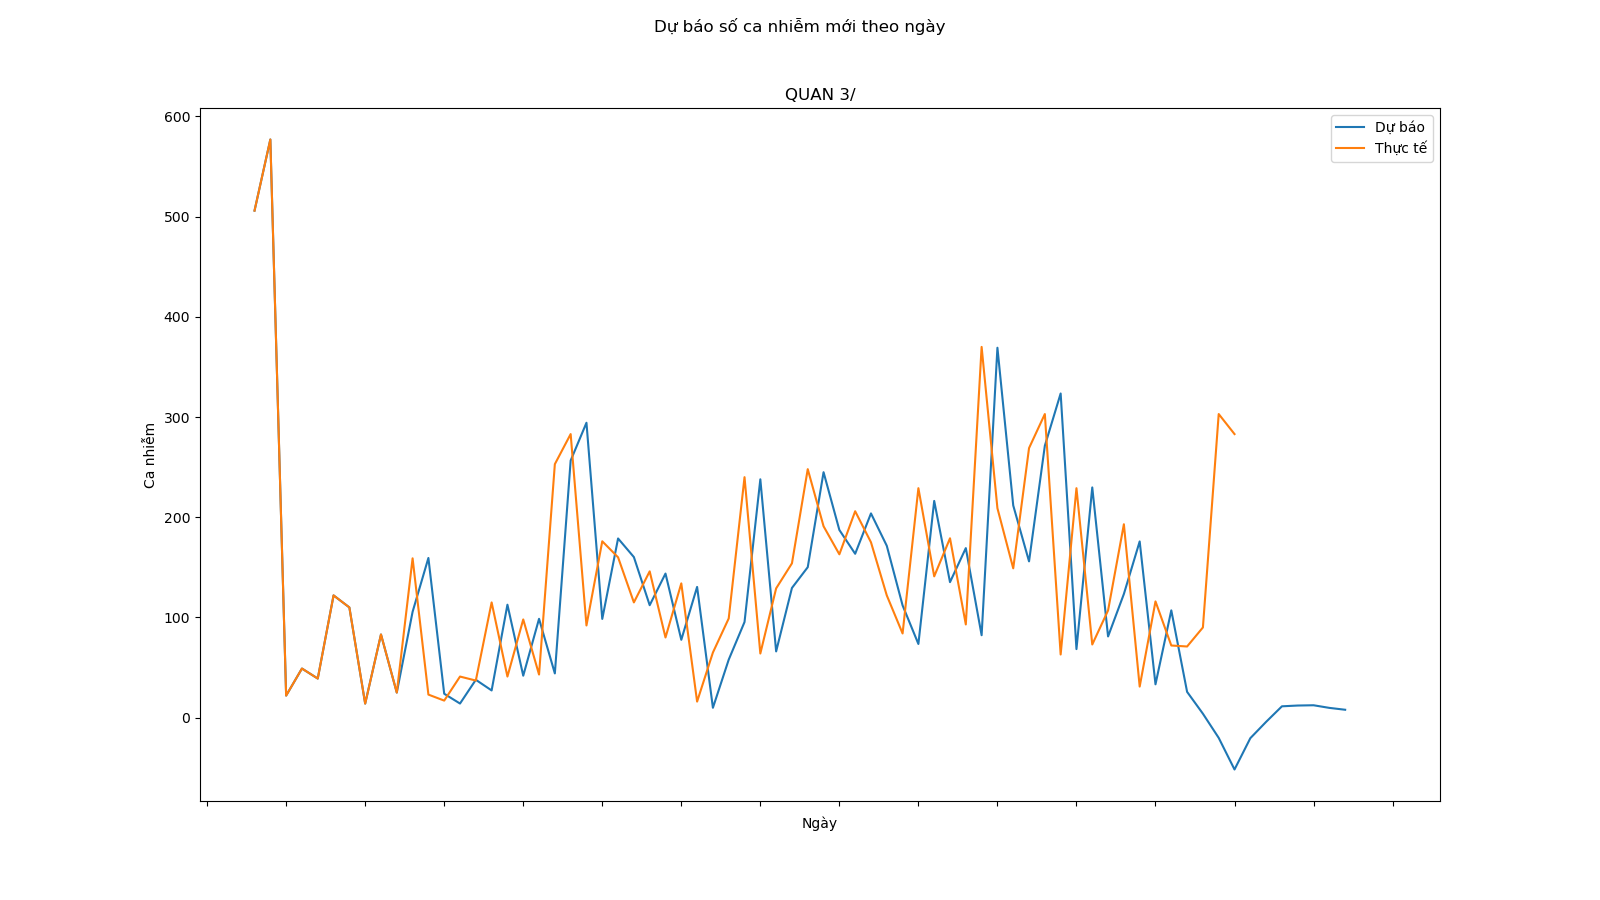 Dự báo số ca nhiễm mới theo ngày
QUAN 3/
600
500
400
300
200
100
0
Ca nhiễm
Dự báo
Thực tế
Ngày